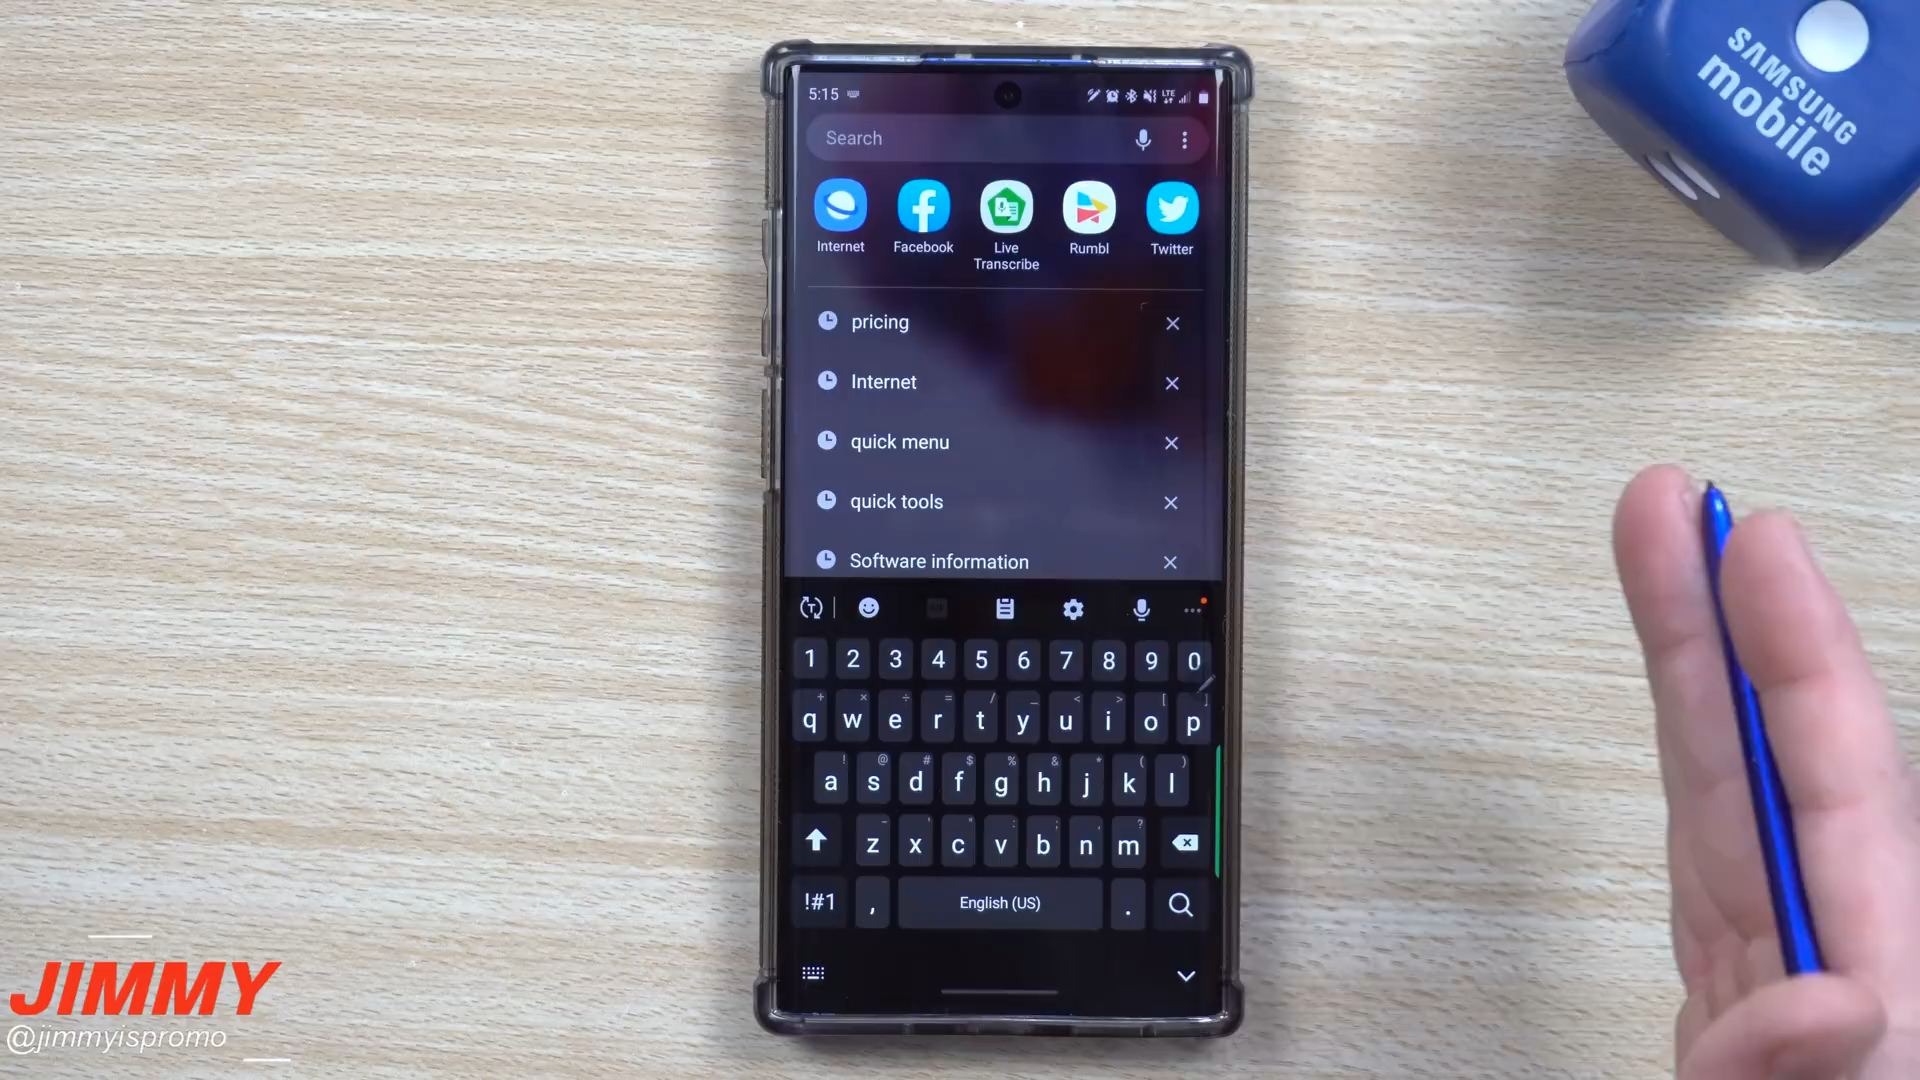 SAMSUNG
mobile
5:15
LTE
Search
Internet
Facebook
Live
Transcribe
Rumbl
Twitter
pricing
Internet
quick menu
quick tools
Software information
1 2 3 4 5 6 7 8 9 0
+ × ÷ = / _ < > [ ]
q w e r t y u i o p
! @ # $ % & * ( )
a s d f g h j k l
- ' " : ; , ?
z x c v b n m
!#1 , English (US) .
JIMMY
@jimmyispromo